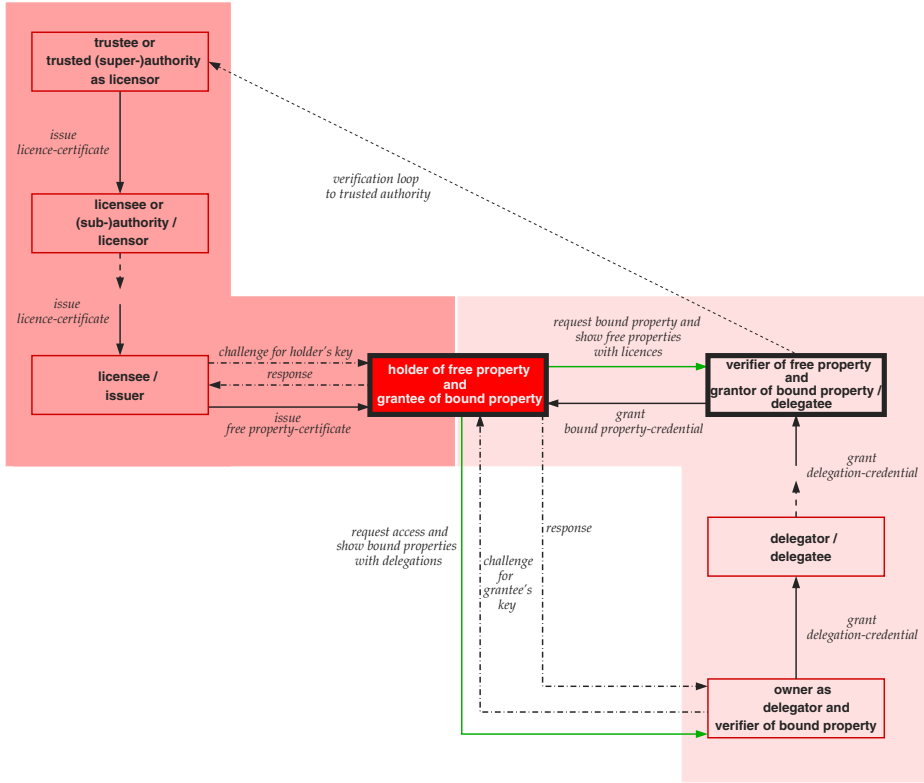 trustee or
trusted (super-)authority
as licensor
issue
licence-certificate
verification loop
to trusted authority
licensee or
(sub-)authority /
licensor
issue
licence-certificate
licensee /
issuer
challenge for holder's key
response
issue
free property-certificate
holder of free property
and
grantee of bound property
request bound property and
show free properties
with licences
grant
bound property-credential
verifier of free property
and
grantor of bound property /
delegatee
grant
delegation-credential
request access and
show bound properties
with delegations
challenge
for
grantee's
key
response
delegator /
delegatee
grant
delegation-credential
owner as
delegator and
verifier of bound property